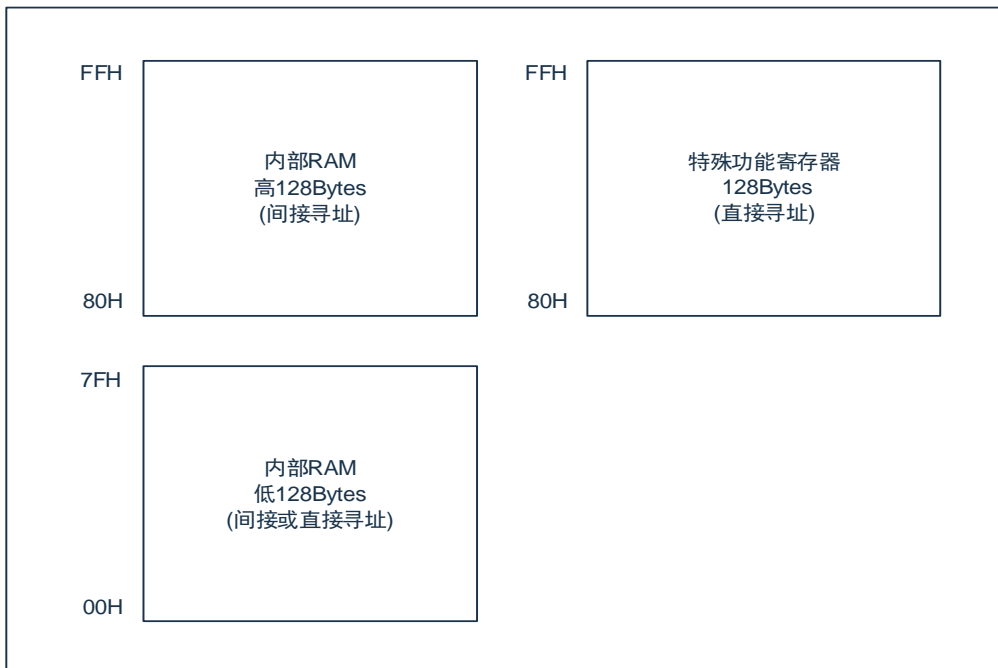 FFH
内部RAM
高128Bytes
(间接寻址)
80H
FFH
特殊功能寄存器
128Bytes
(直接寻址)
80H
7FH
内部RAM
低128Bytes
(间接或直接寻址)
00H